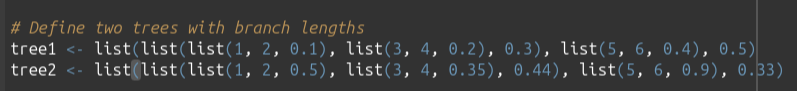 # Define two trees with branch lengths
tree1 <- list(list(list(1, 2, 0.1), list(3, 4, 0.2), 0.3), list(5, 6, 0.4), 0.5)
tree2 <- list(list(list(1, 2, 0.5), list(3, 4, 0.35), 0.44), list(5, 6, 0.9), 0.33)